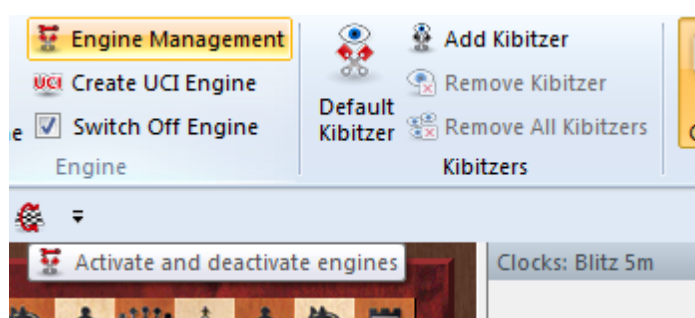 Engine Management
UCI Create UCI Engine
Switch Off Engine
Engine
Default Kibitzer
Add Kibitzer
Remove Kibitzer
Remove All Kibitzers
Kibitzers
Activate and deactivate engines
Clocks: Blitz 5m